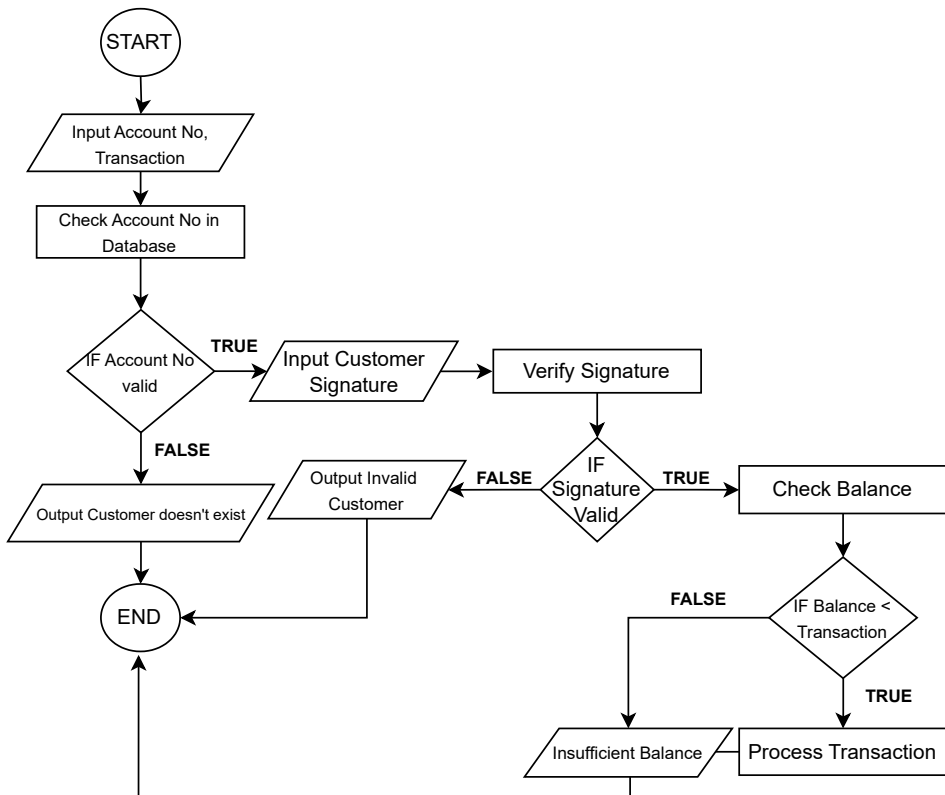 START
Input Account No,
Transaction
Check Account No in
Database
IF Account No
valid
TRUE
Input Customer
Signature
Verify Signature
FALSE
Output Customer doesn't exist
END
IF
Signature
Valid
FALSE
Output Invalid
Customer
TRUE
Check Balance
IF Balance <
Transaction
FALSE
Insufficient Balance
TRUE
Process Transaction